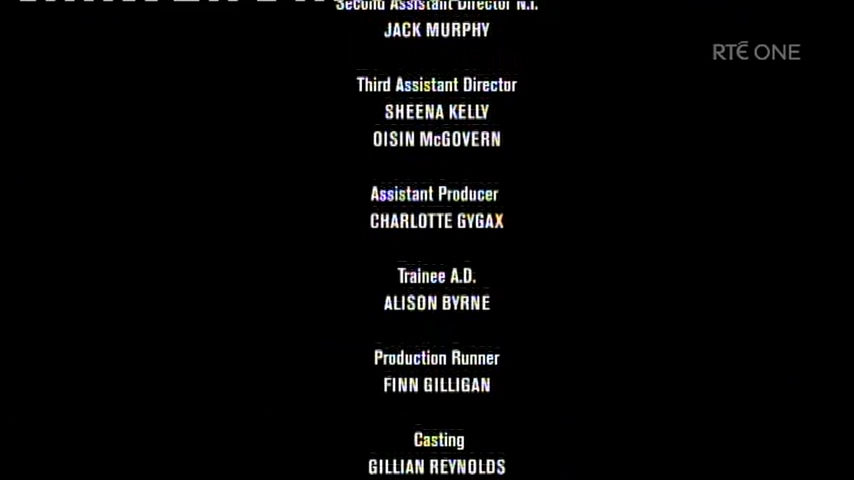 Second Assistant Director N.I.
JACK MURPHY
RTÉ ONE
Third Assistant Director
SHEENA KELLY
OISIN McGOVERN
Assistant Producer
CHARLOTTE GYGAX
Trainee A.D.
ALISON BYRNE
Production Runner
FINN GILLIGAN
Casting
GILLIAN REYNOLDS